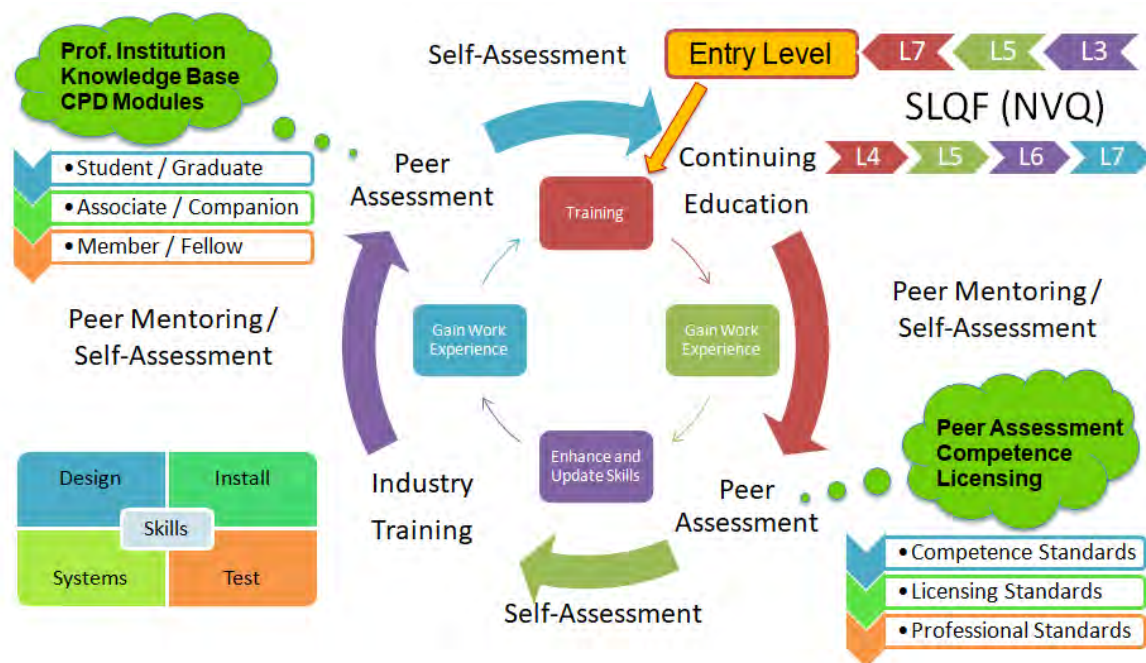 Prof. Institution
Knowledge Base
CPD Modules
•Student / Graduate
•Associate / Companion
•Member / Fellow
Self-Assessment
Entry Level
L7
L5
L3
SLQF (NVQ)
L4
L5
L6
L7
Peer
Assessment
Continuing
Education
Training
Gain Work
Experience
Gain Work
Experience
Enhance and
Update Skills
Peer Mentoring /
Self-Assessment
Peer Mentoring /
Self-Assessment
Design
Install
Skills
Systems
Test
Industry
Training
Peer
Assessment
Self-Assessment
Peer Assessment
Competence
Licensing
•Competence Standards
•Licensing Standards
•Professional Standards